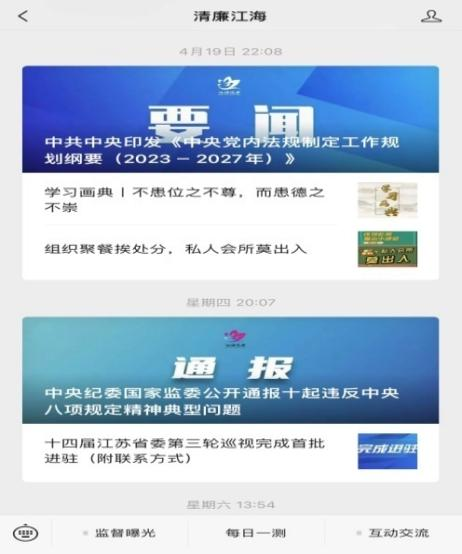 清廉江海
4月19日 22:08
要闻
中共中央印发《中央党内法规制定工作规
划纲要（2023－2027年）》
学习画典丨不患位之不尊，而患德之
不崇
组织聚餐挨处分，私人会所莫出入
莫出入
星期四 20:07
通报
中央纪委国家监委公开通报十起违反中央
八项规定精神典型问题
十四届江苏省委第三轮巡视完成首批
进驻（附联系方式）
完成进驻
星期六 13:54
监督曝光
每日一测
互动交流